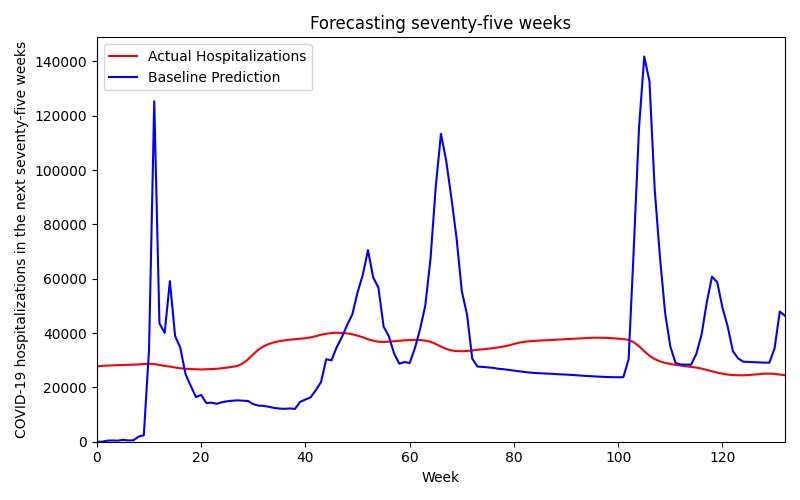 Forecasting seventy-five weeks
Actual Hospitalizations
Baseline Prediction
COVID-19 hospitalizations in the next seventy-five weeks
140000
120000
100000
80000
60000
40000
20000
0
0 20 40 60 80 100 120
Week